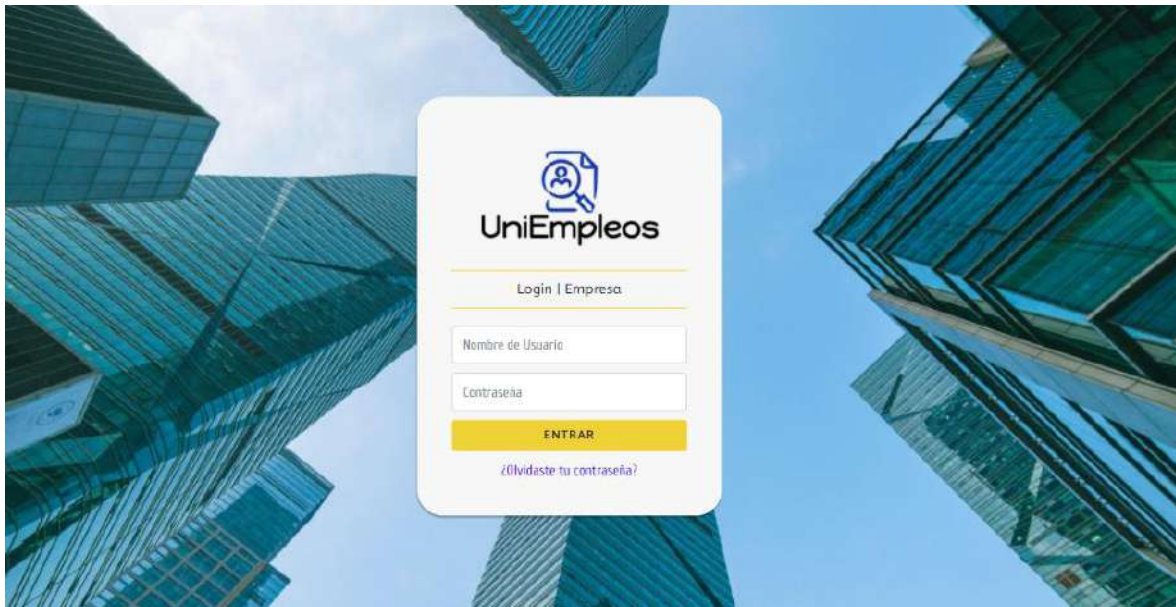 UniEmpleos
Login | Empresa
Nombre de Usuario
Contraseña
ENTRAR
¿Olvidaste tu contraseña?